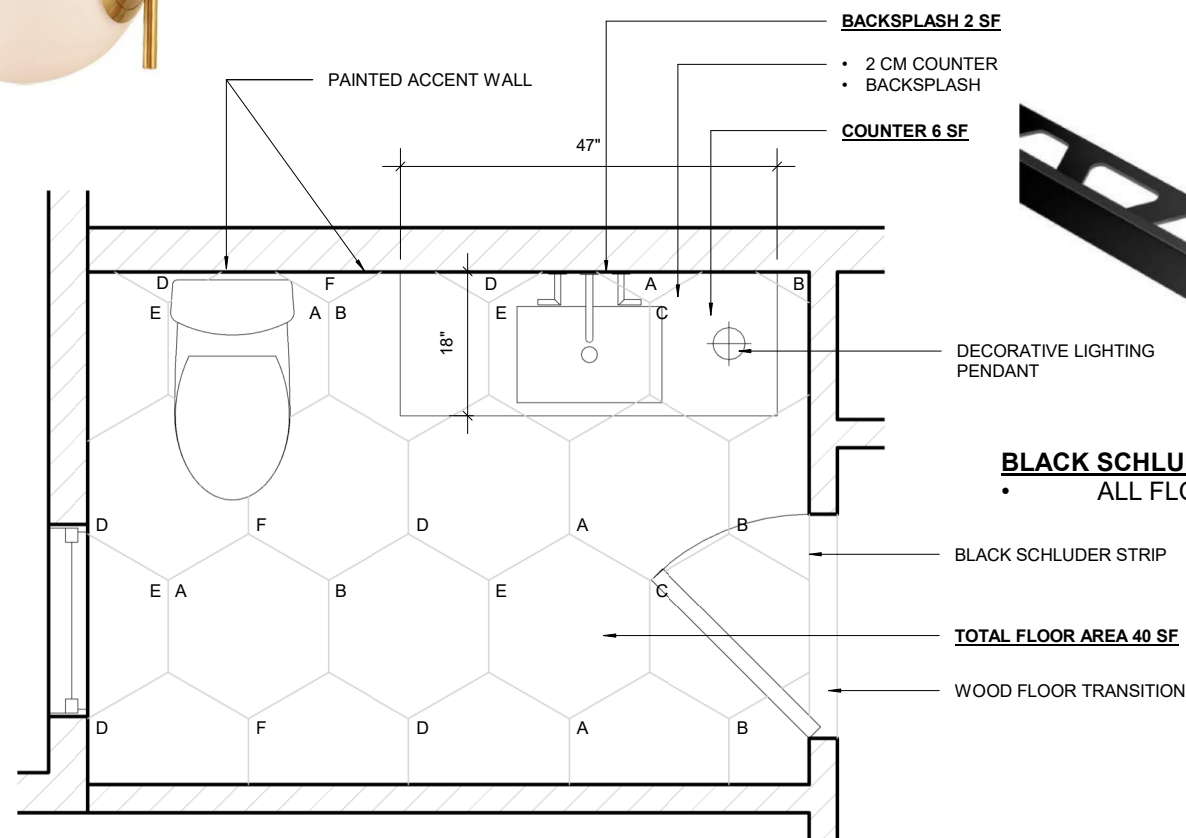 BACKSPLASH 2 SF
• 2 CM COUNTER
• BACKSPLASH
PAINTED ACCENT WALL
COUNTER 6 SF
47"
D F D A B
E A B E C
18"
DECORATIVE LIGHTING
PENDANT
BLACK SCHLU
• ALL FLO
D F D A B
BLACK SCHLUDER STRIP
E A B E C
TOTAL FLOOR AREA 40 SF
WOOD FLOOR TRANSITION
D F D A B